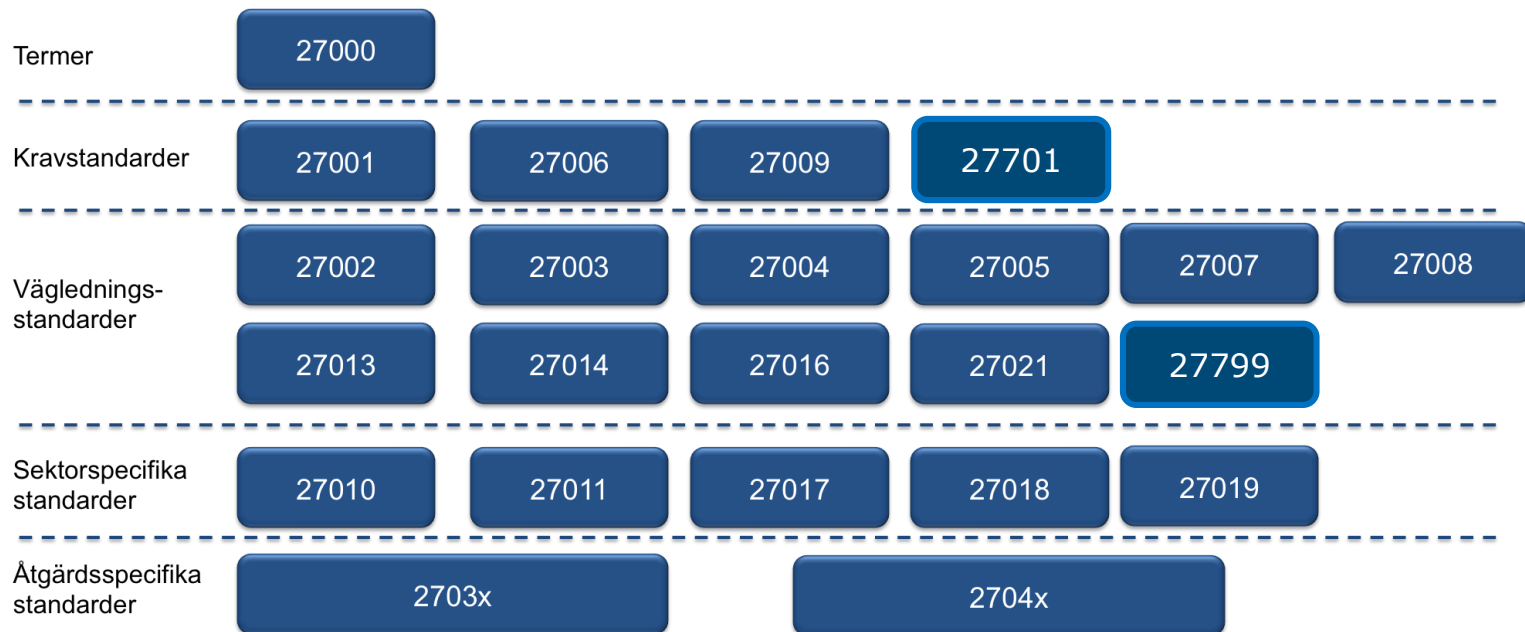 Termer
27000
Kravstandarder
27001 27006 27009 27701
Väglednings-
standarder
27002 27003 27004 27005 27007 27008
27013 27014 27016 27021 27799
Sektorspecifika
standarder
27010 27011 27017 27018 27019
Åtgärdsspecifika
standarder
2703x 2704x